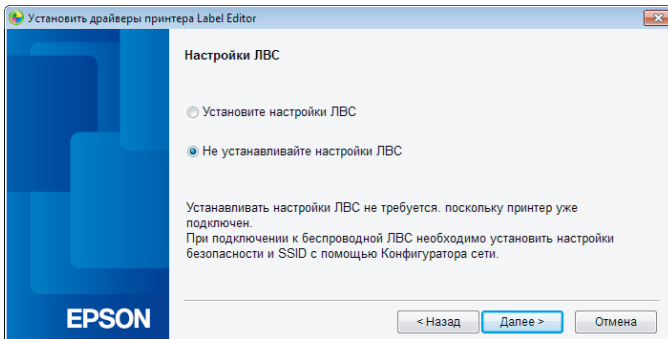 Установить драйверы принтера Label Editor
Настройки ЛВС
Установите настройки ЛВС
Не устанавливайте настройки ЛВС
Устанавливать настройки ЛВС не требуется. поскольку принтер уже
подключен.
При подключении к беспроводной ЛВС необходимо установить настройки
безопасности и SSID с помощью Конфигуратора сети.
EPSON
< Назад
Далее >
Отмена